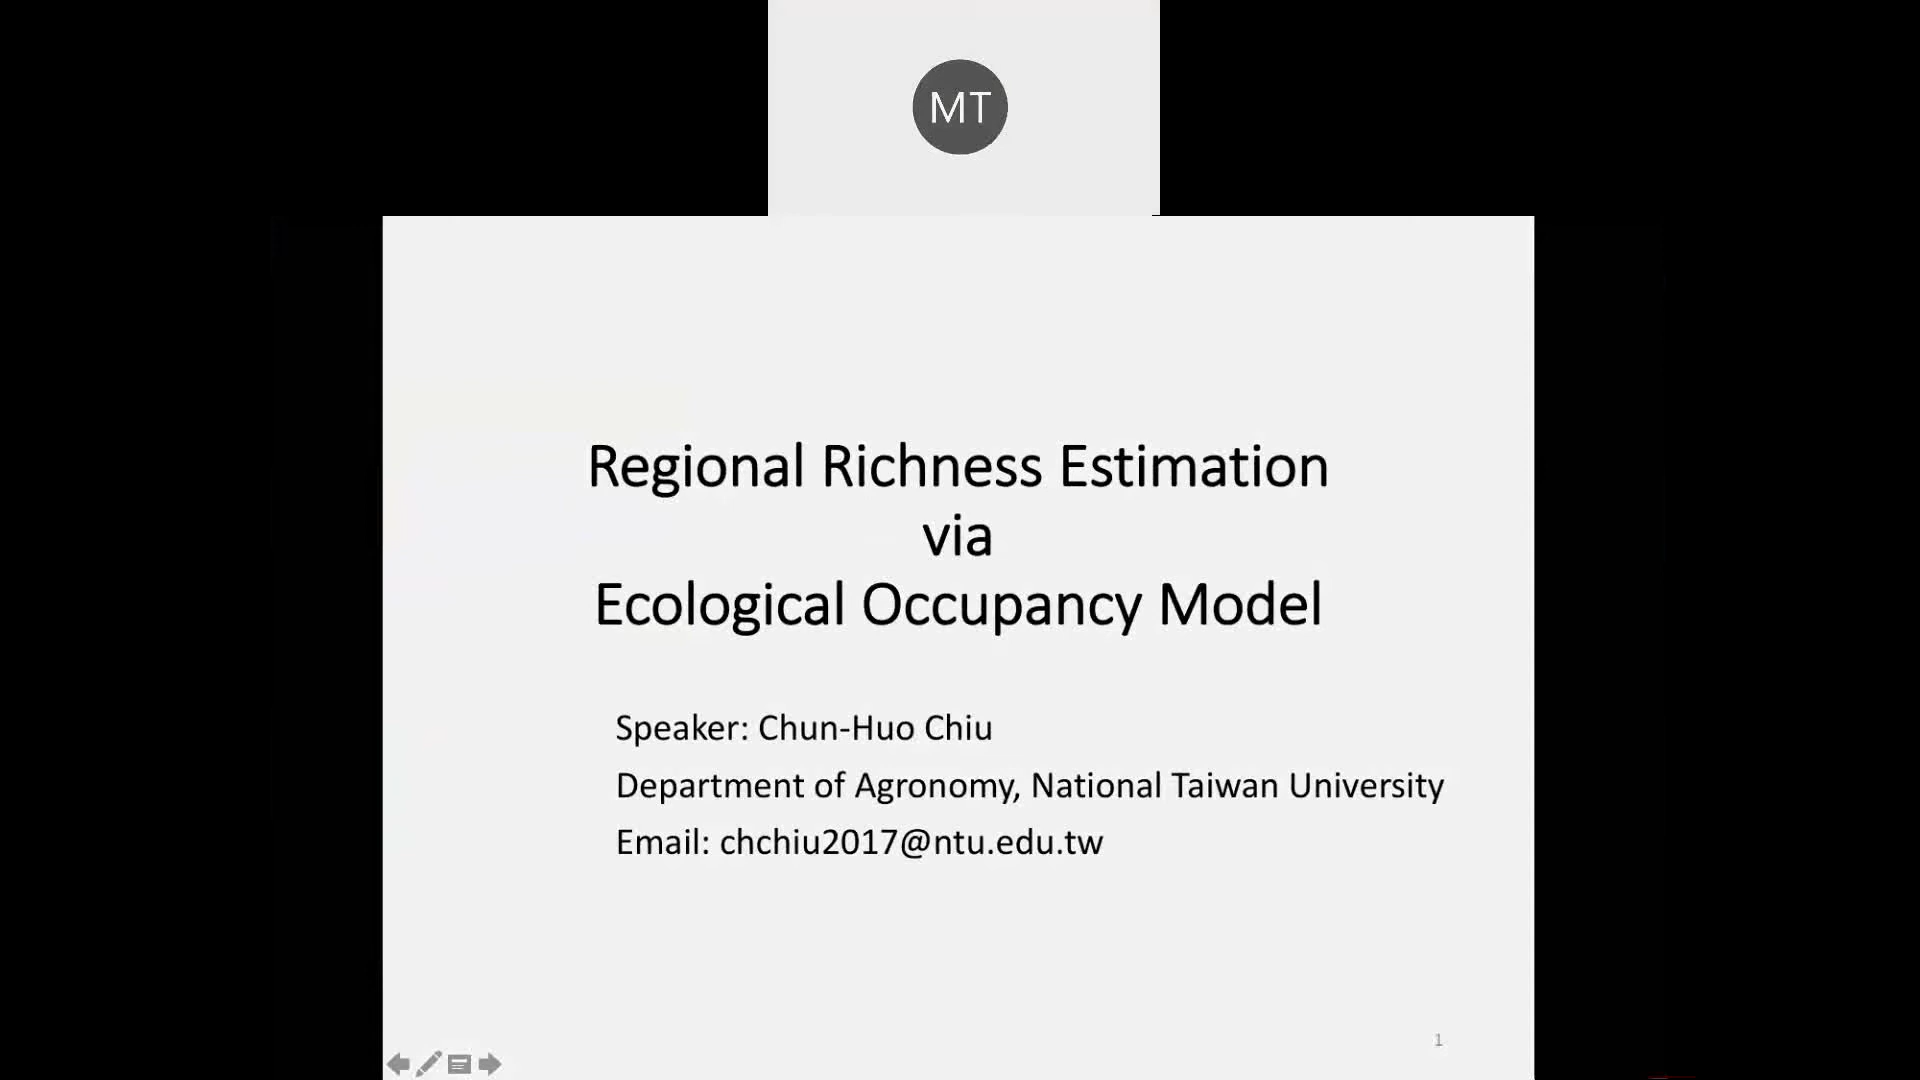 MT
Regional Richness Estimation
via
Ecological Occupancy Model
Speaker: Chun-Huo Chiu
Department of Agronomy, National Taiwan University
Email: chchiu2017@ntu.edu.tw
1